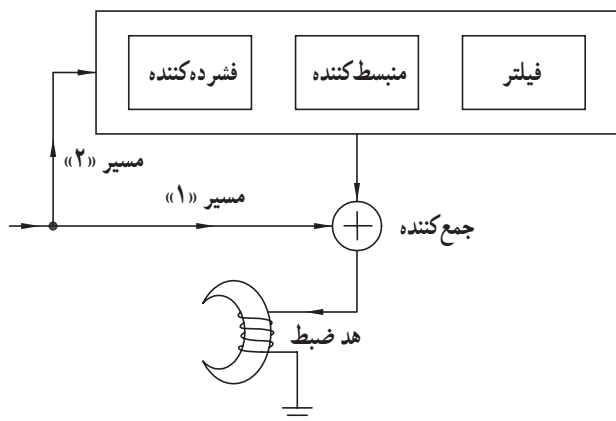 فیلتر
منبسط‌کننده
فشرده‌کننده
مسیر «۲»
مسیر «۱»
جمع‌کننده
هد ضبط